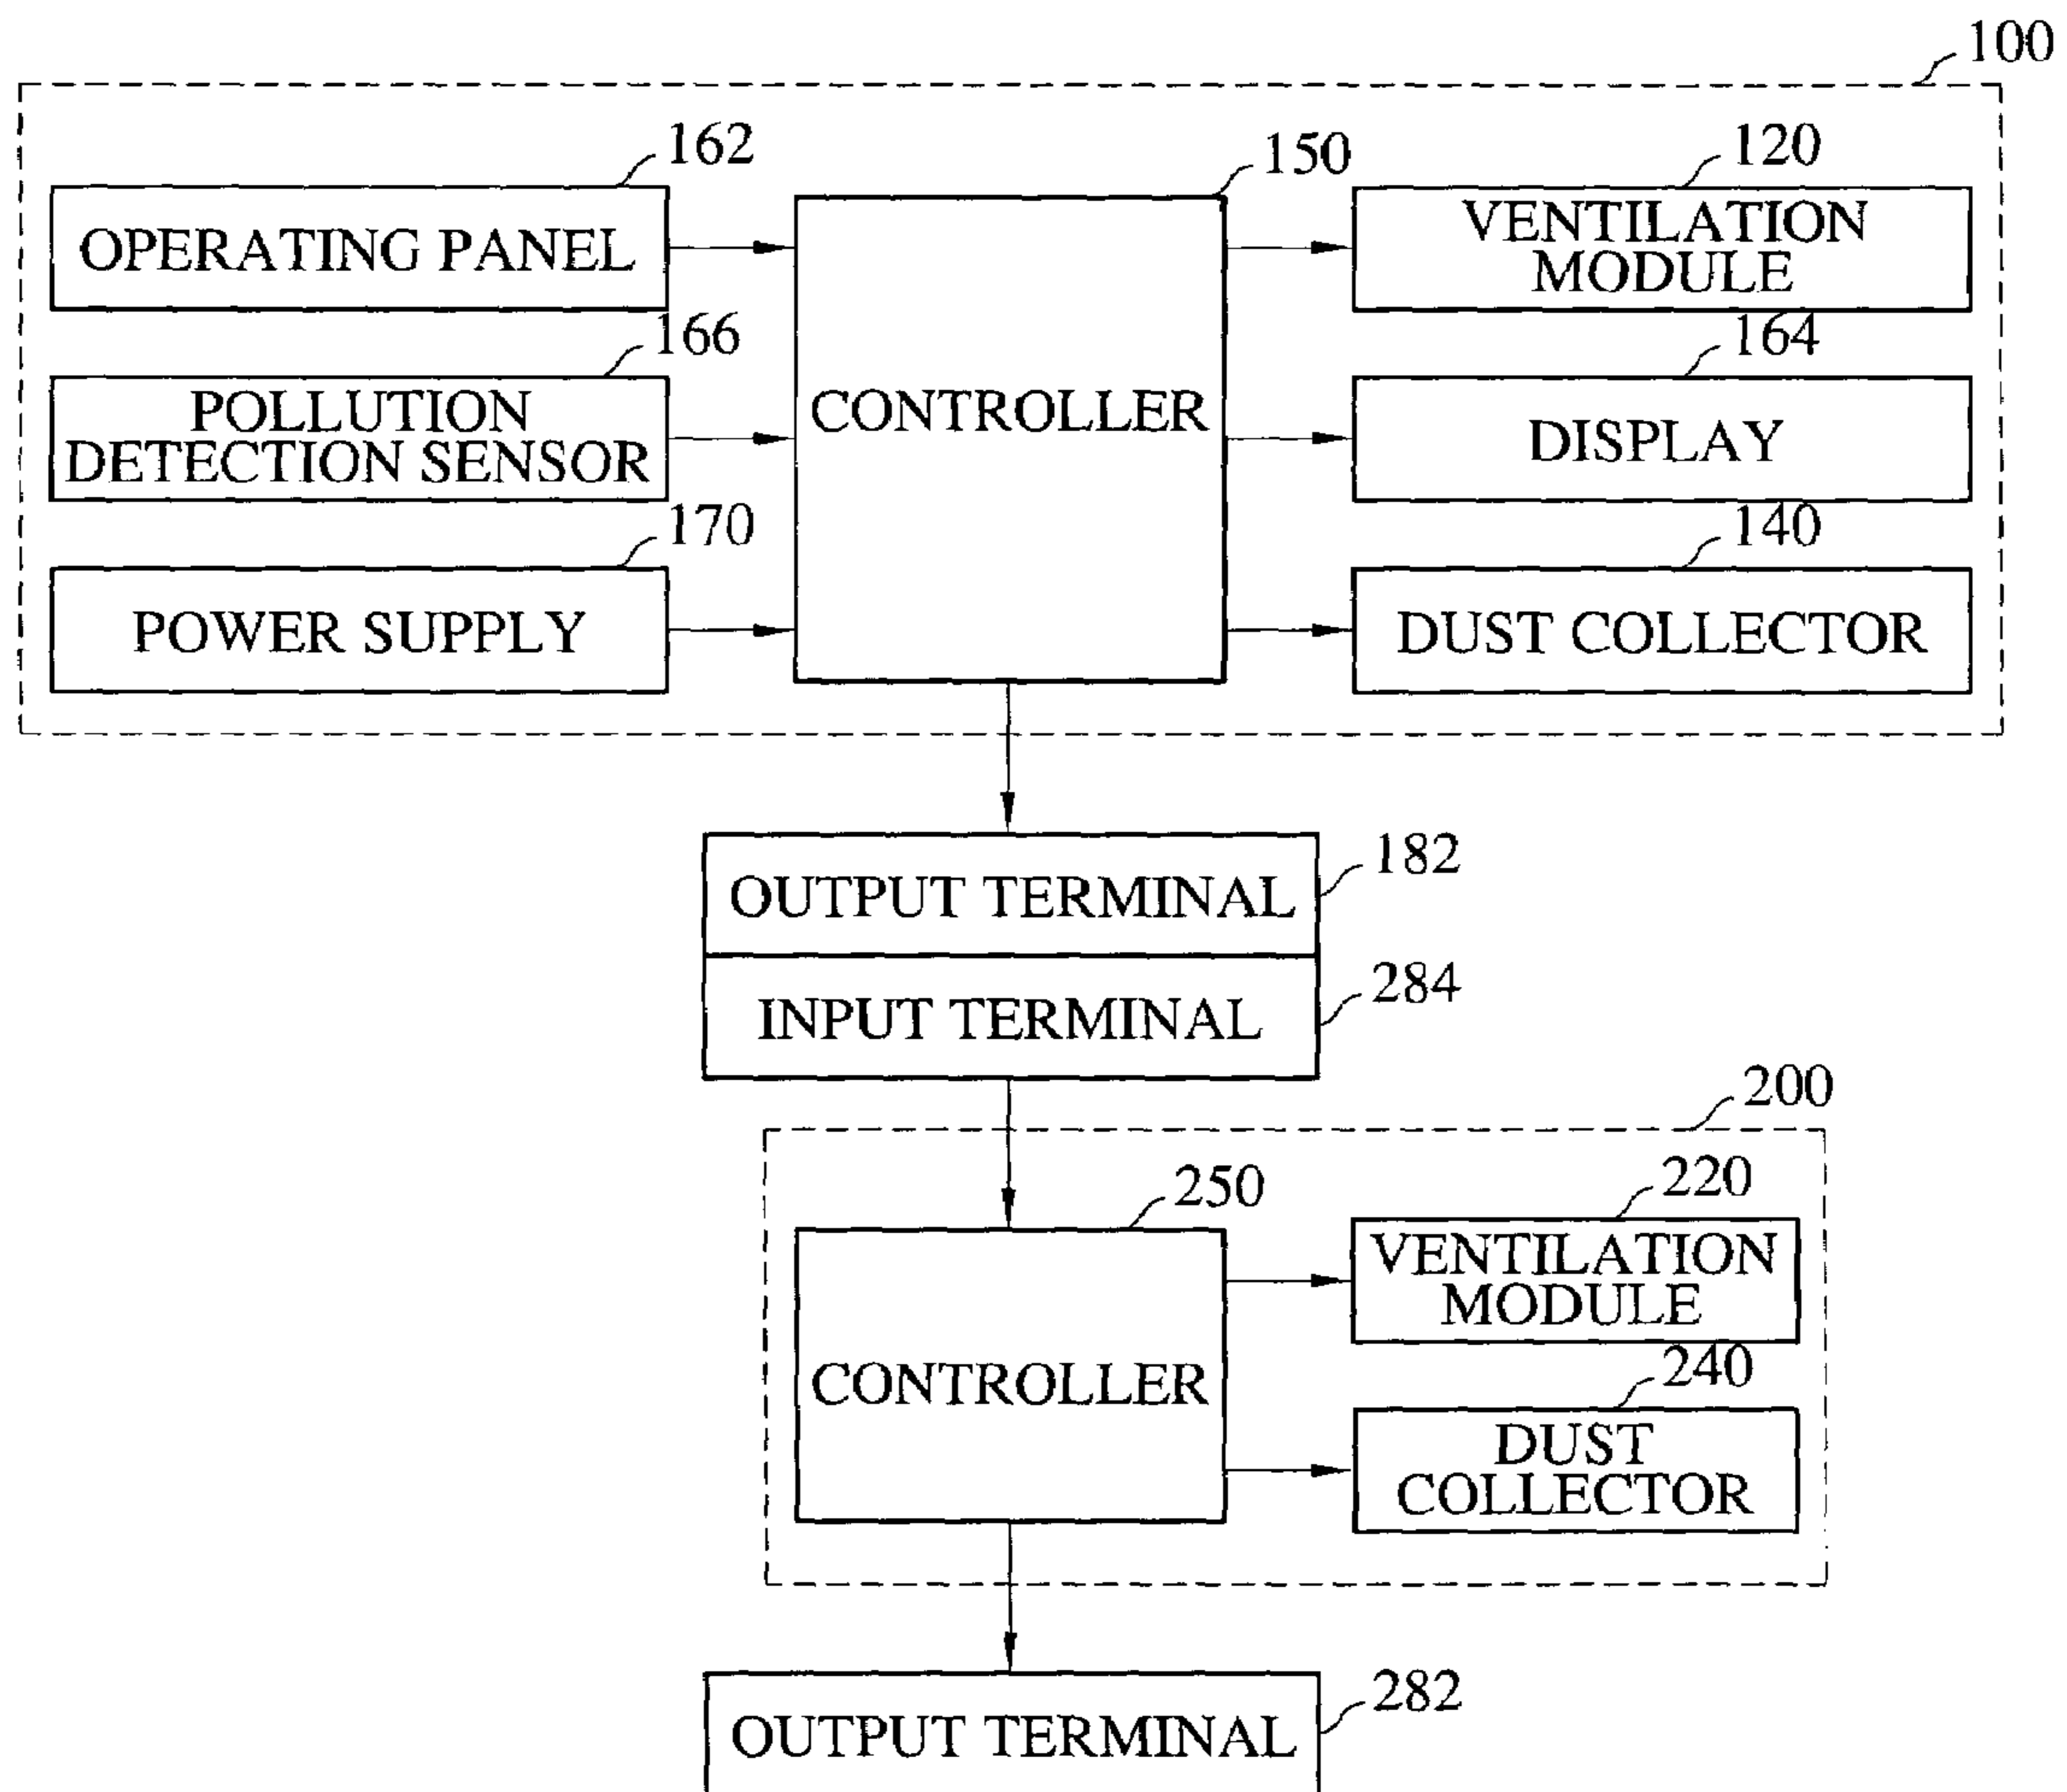 100
162
150
120
OPERATING PANEL
VENTILATION
MODULE
166
164
POLLUTION
DETECTION SENSOR
CONTROLLER
DISPLAY
170
140
POWER SUPPLY
DUST COLLECTOR
182
OUTPUT TERMINAL
284
INPUT TERMINAL
200
250
220
VENTILATION
MODULE
CONTROLLER
240
DUST
COLLECTOR
282
OUTPUT TERMINAL